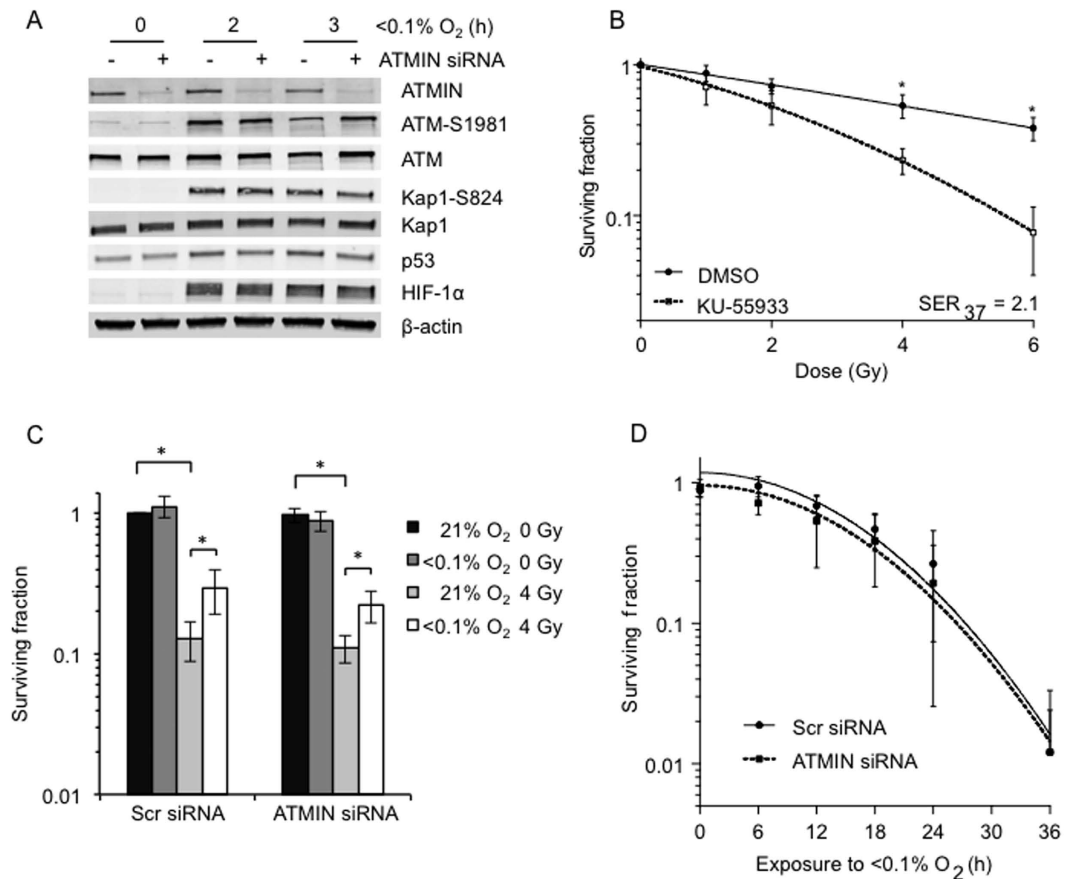 A
0 2 3 <0.1% O2 (h)
- + - + - + ATMIN siRNA
ATMIN
ATM-S1981
ATM
Kap1-S824
Kap1
p53
HIF-1α
β-actin
B
Surviving fraction
1
0.1
* *
DMSO
KU-55933
SER37 = 2.1
0 2 4 6
Dose (Gy)
C
Surviving fraction
1
0.1
0.01
* * * *
21% O2 0 Gy
<0.1% O2 0 Gy
21% O2 4 Gy
<0.1% O2 4 Gy
Scr siRNA ATMIN siRNA
D
Surviving fraction
1
0.1
0.01
Scr siRNA
ATMIN siRNA
0 6 12 18 24 30 36
Exposure to <0.1% O2 (h)